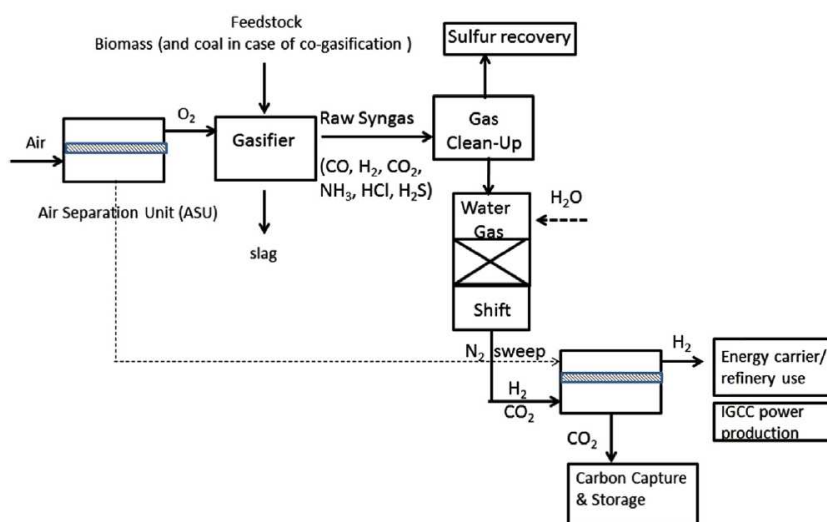 Feedstock
Biomass (and coal in case of co-gasification )
Sulfur recovery
Air
O₂
Gasifier
Raw Syngas
Gas
Clean-Up
(CO, H₂, CO₂,
NH₃, HCl, H₂S)
Air Separation Unit (ASU)
slag
Water
Gas
H₂O
Shift
N₂ sweep
H₂
CO₂
H₂
Energy carrier/
refinery use
IGCC power
production
CO₂
Carbon Capture
& Storage